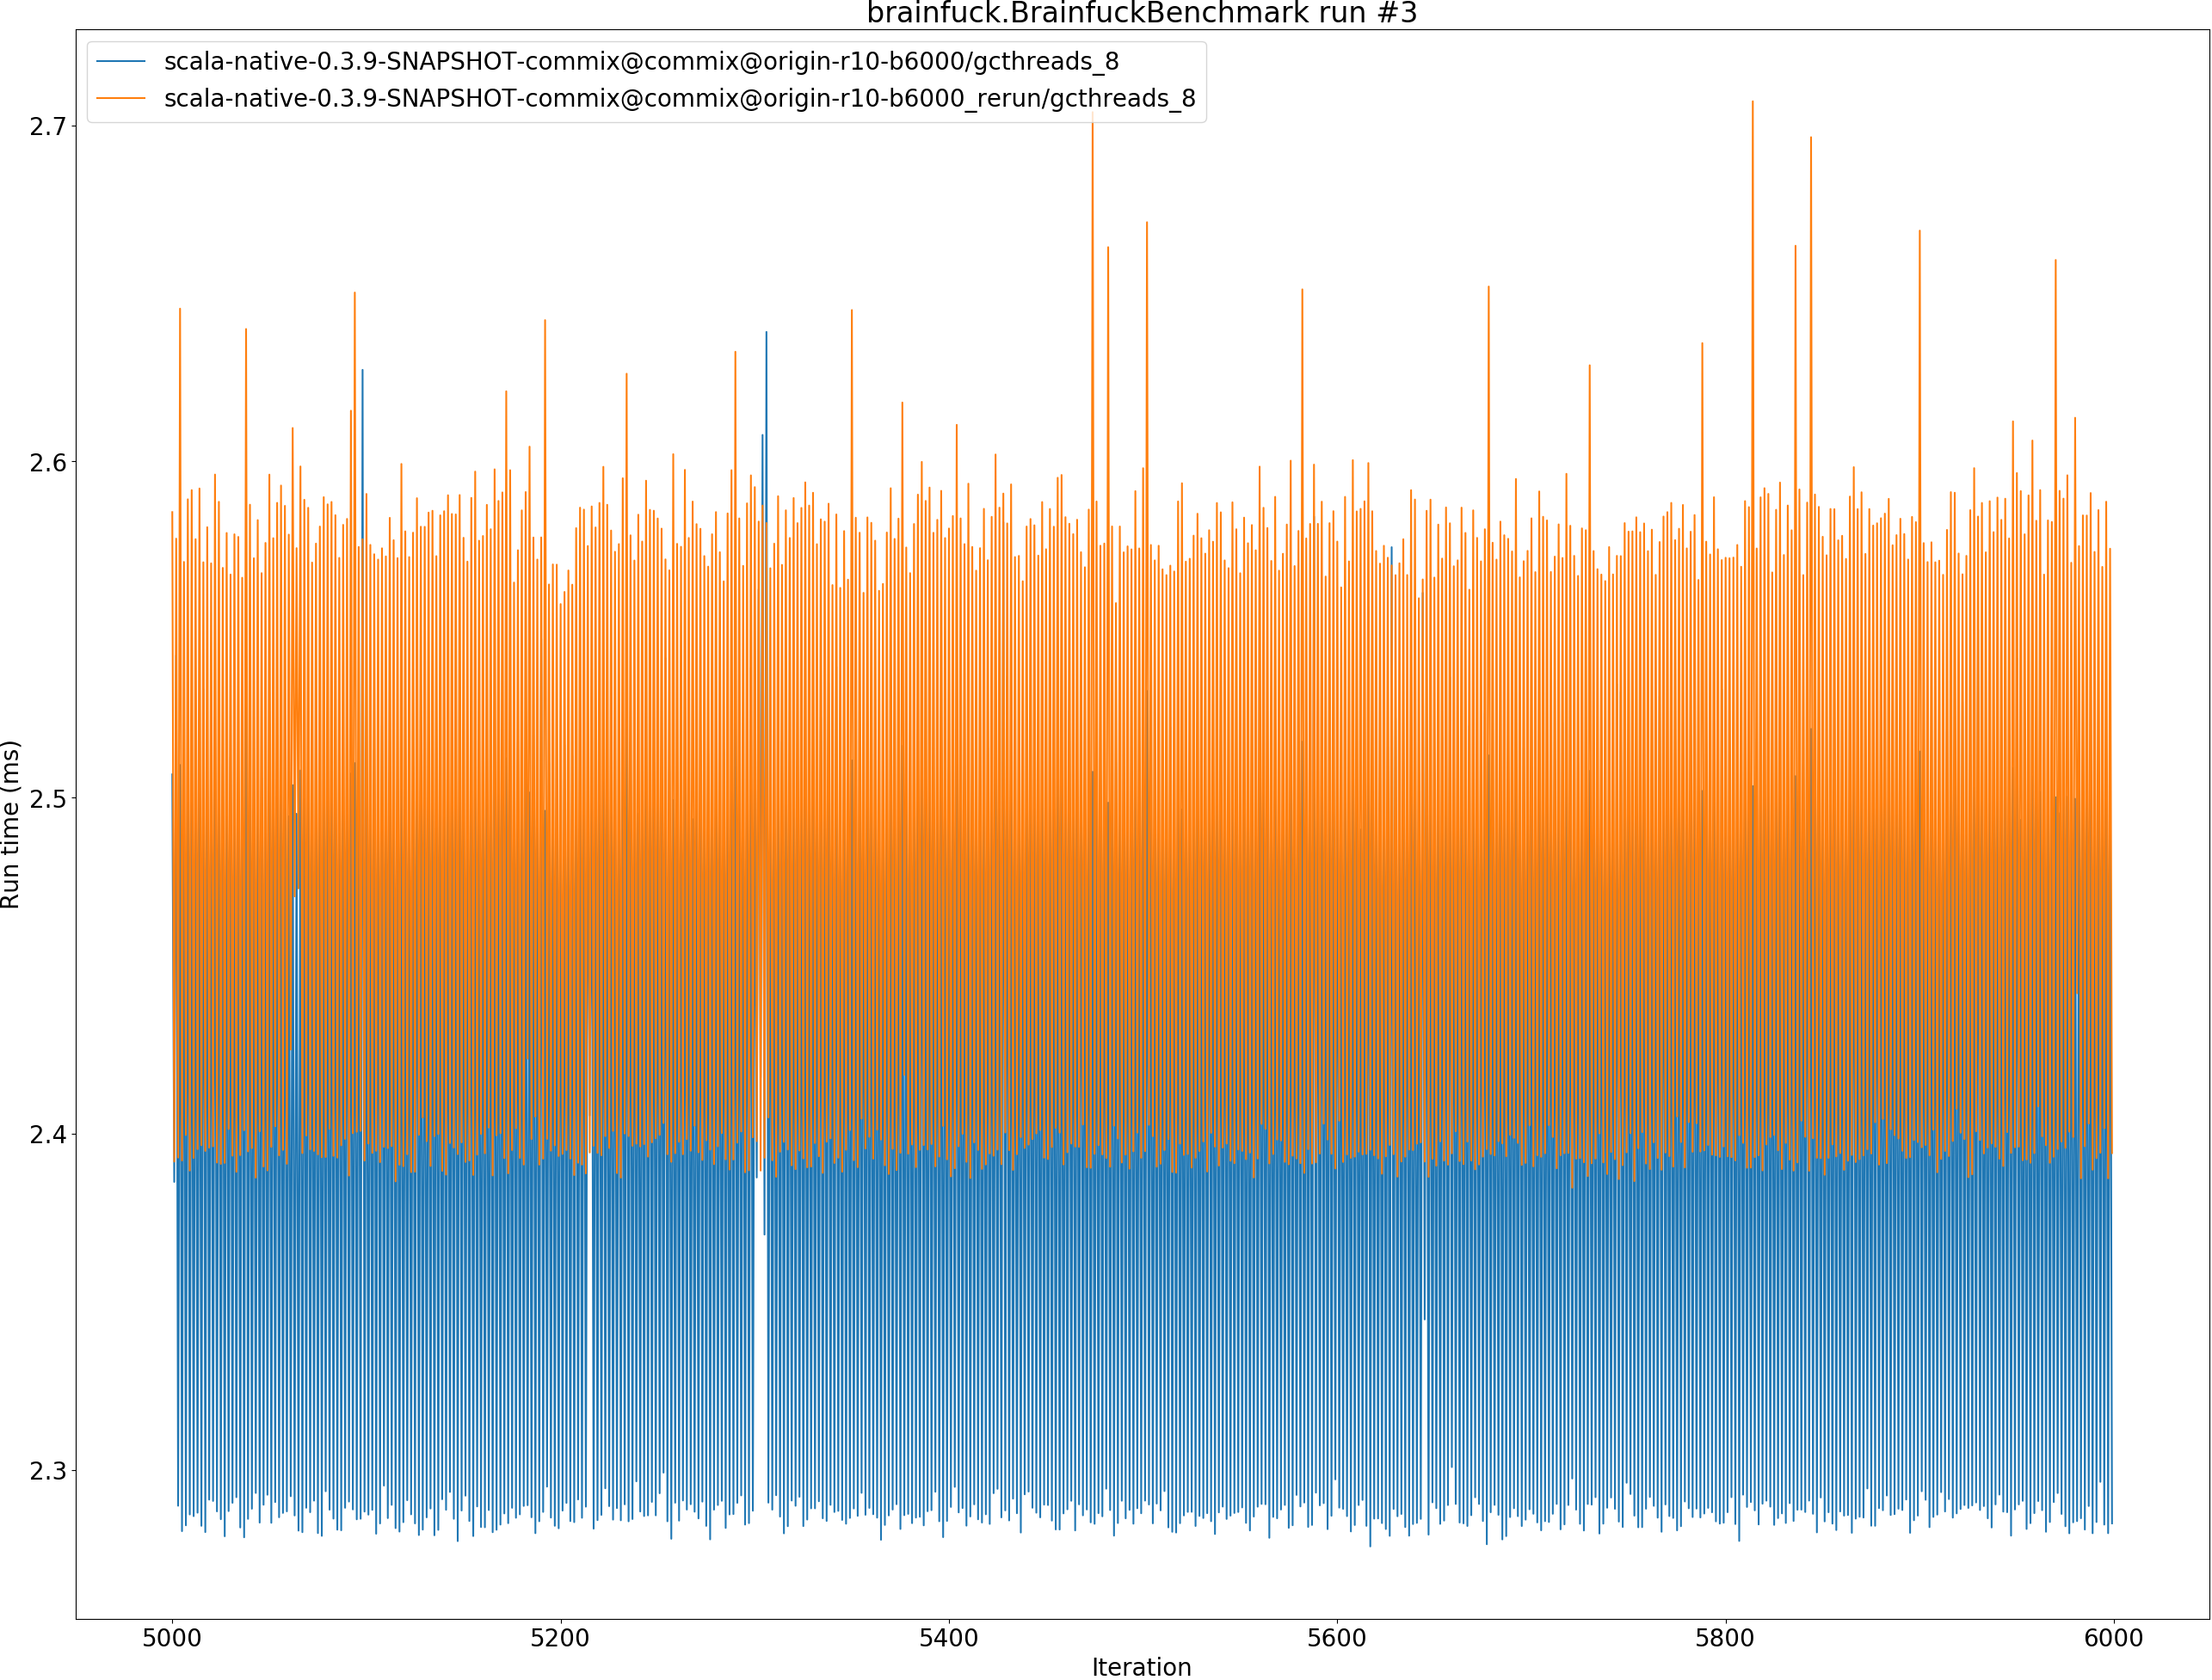 brainfuck.BrainfuckBenchmark run #3
scala-native-0.3.9-SNAPSHOT-commix@commix@origin-r10-b6000/gcthreads_8
scala-native-0.3.9-SNAPSHOT-commix@commix@origin-r10-b6000_rerun/gcthreads_8
2.7
2.6
2.5
2.4
2.3
Run time (ms)
5000 5200 5400 5600 5800 6000
Iteration